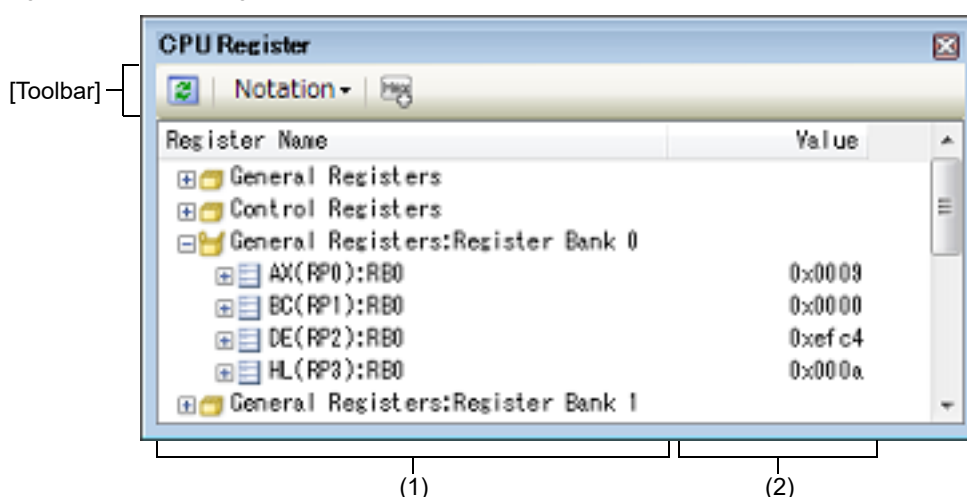 CPU Register
[Toolbar]
Notation
Hex
Register Name Value
General Registers
Control Registers
General Registers:Register Bank 0
AX(RP0):RB0 0x0009
BC(RP1):RB0 0x0000
DE(RP2):RB0 0xefc4
HL(RP3):RB0 0x000a
General Registers:Register Bank 1
(1) (2)